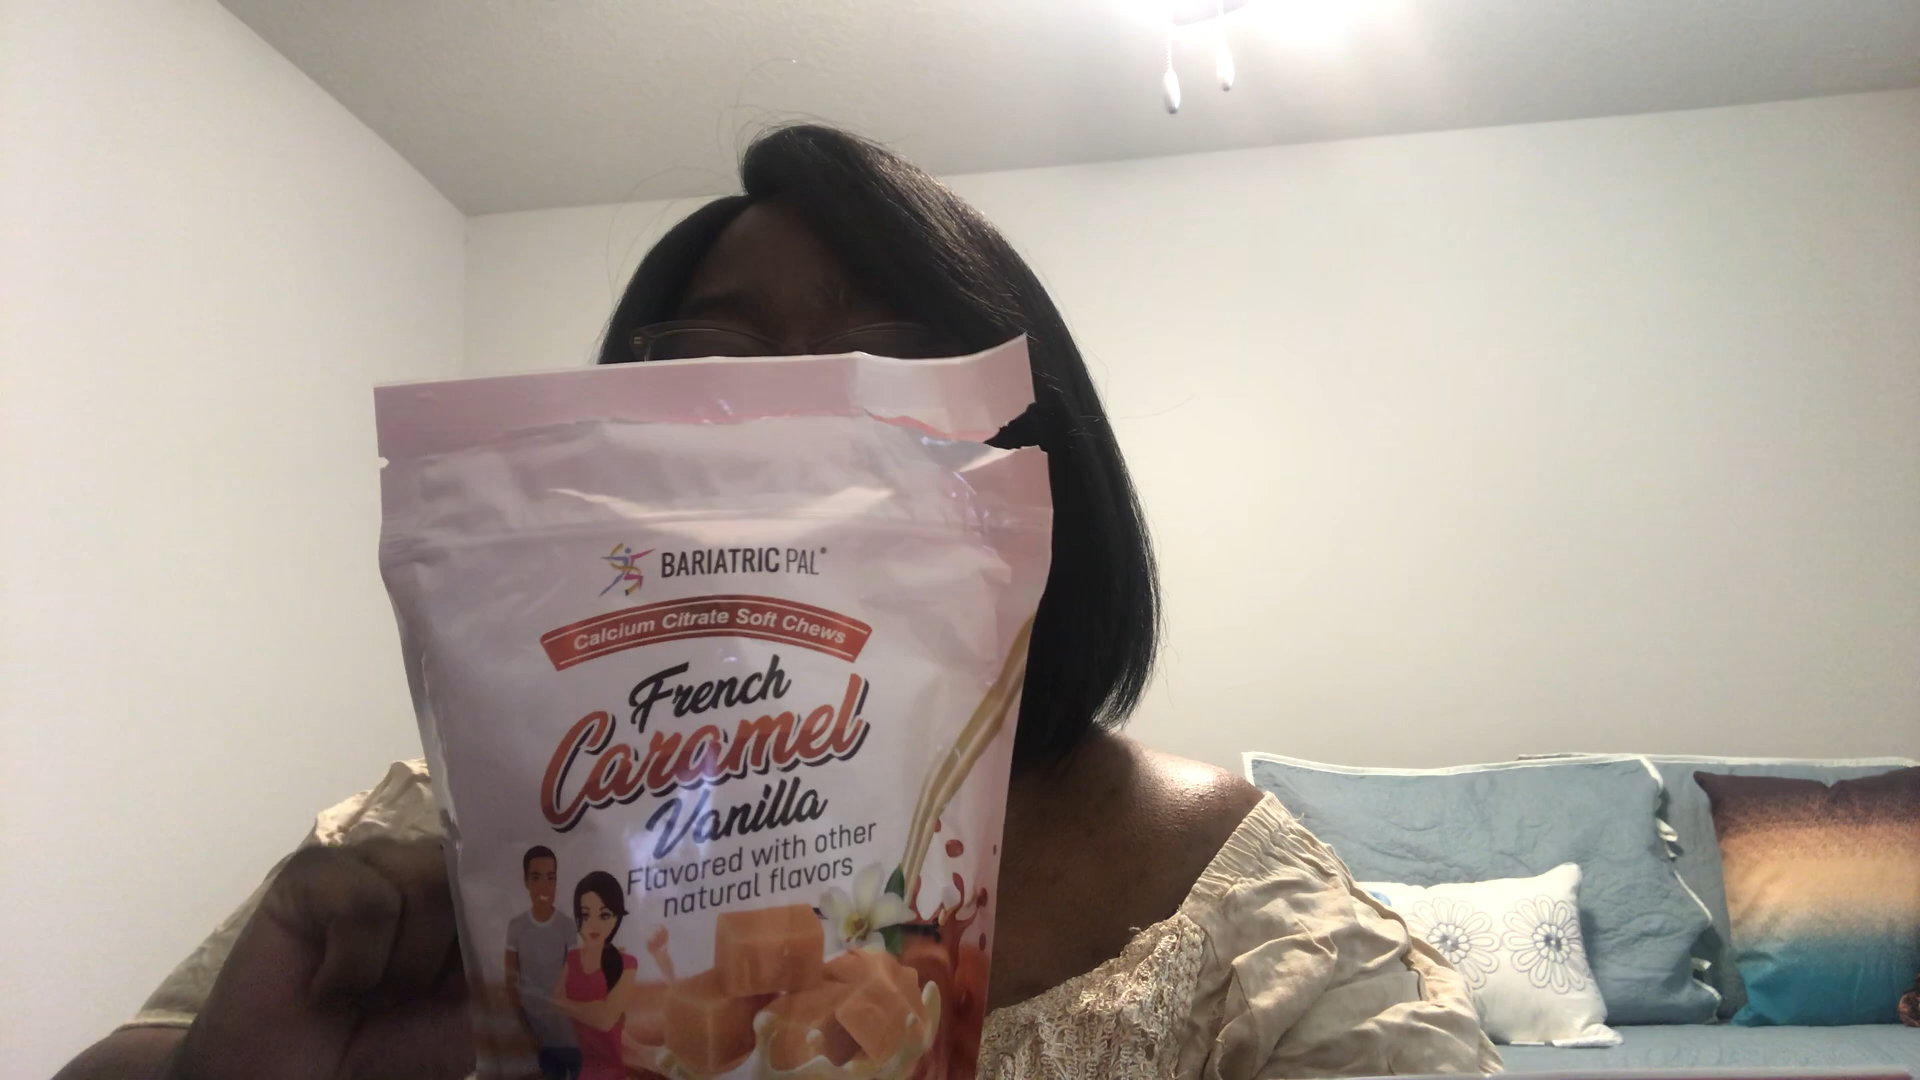 BARIATRIC PAL®
Calcium Citrate Soft Chews
French
Caramel
Vanilla
Flavored with other
natural flavors